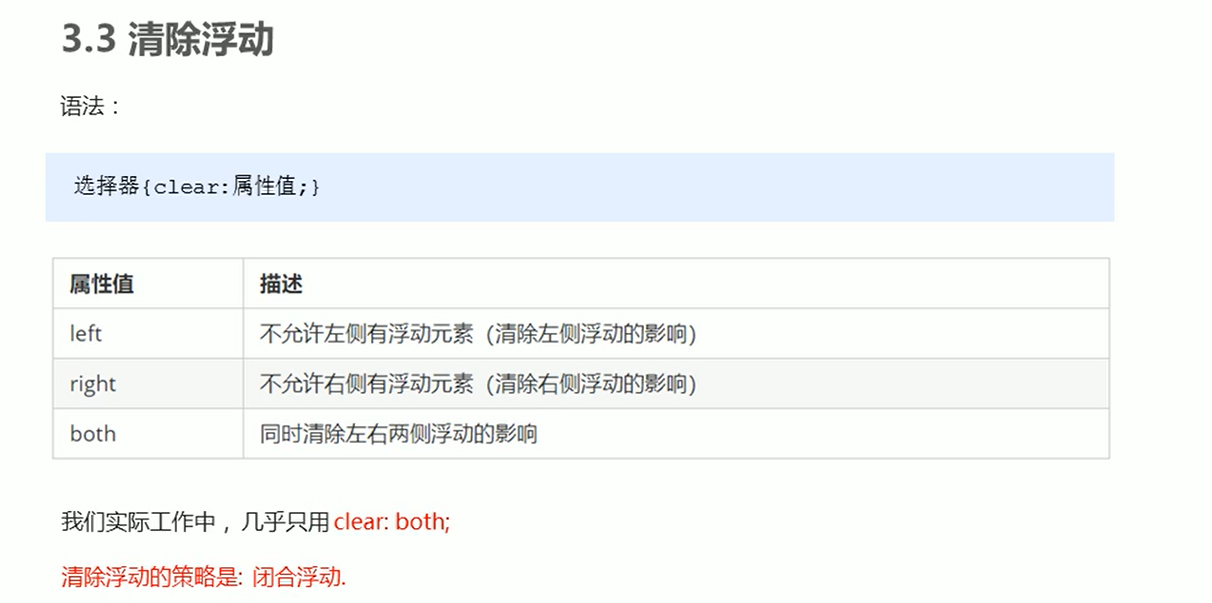 3.3 清除浮动
语法：
选择器{clear:属性值;}
属性值 描述
left 不允许左侧有浮动元素（清除左侧浮动的影响）
right 不允许右侧有浮动元素（清除右侧浮动的影响）
both 同时清除左右两侧浮动的影响
我们实际工作中，几乎只用 clear: both;
清除浮动的策略是: 闭合浮动.